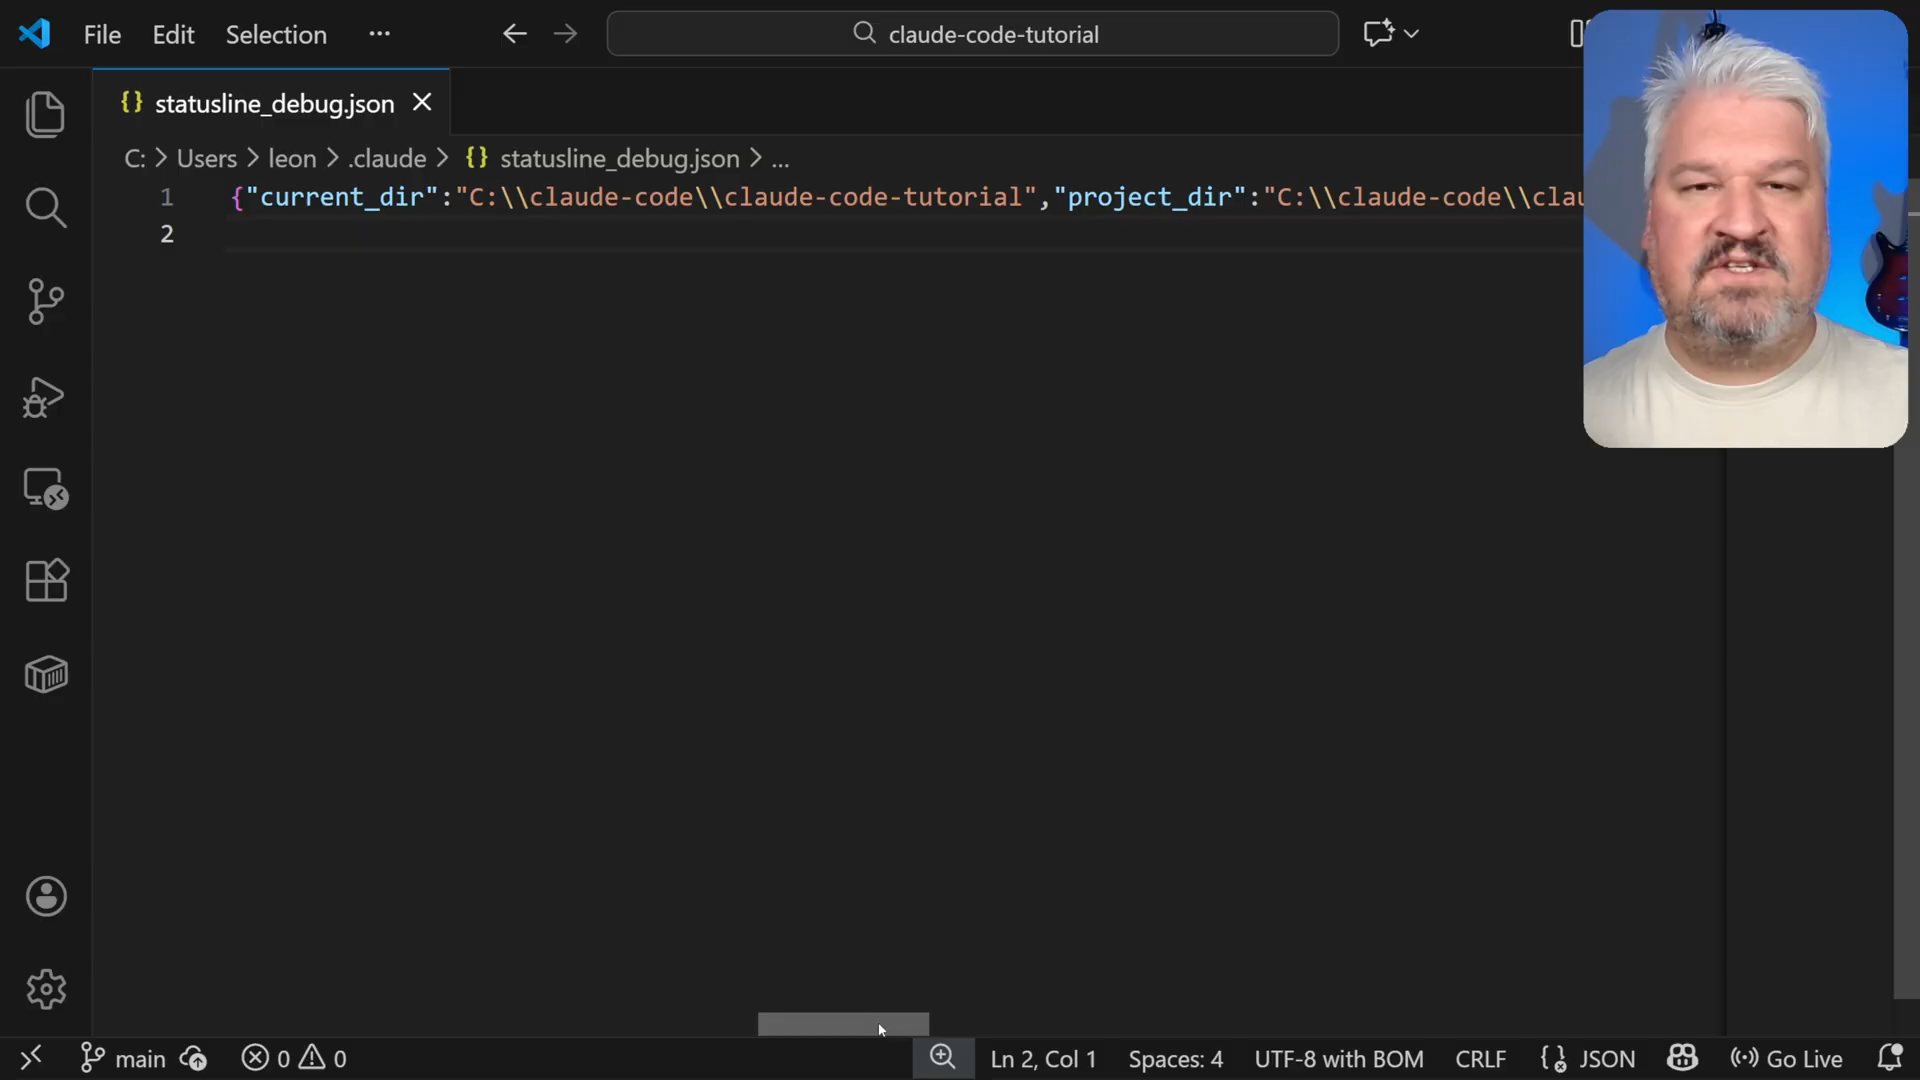 File Edit Selection ··· claude-code-tutorial
statusline_debug.json
C: > Users > leon > .claude > {} statusline_debug.json > ...
1 {"current_dir":"C:\\claude-code\\claude-code-tutorial","project_dir":"C:\\claude-code\\clau
2
main 0 0 Ln 2, Col 1 Spaces: 4 UTF-8 with BOM CRLF JSON Go Live